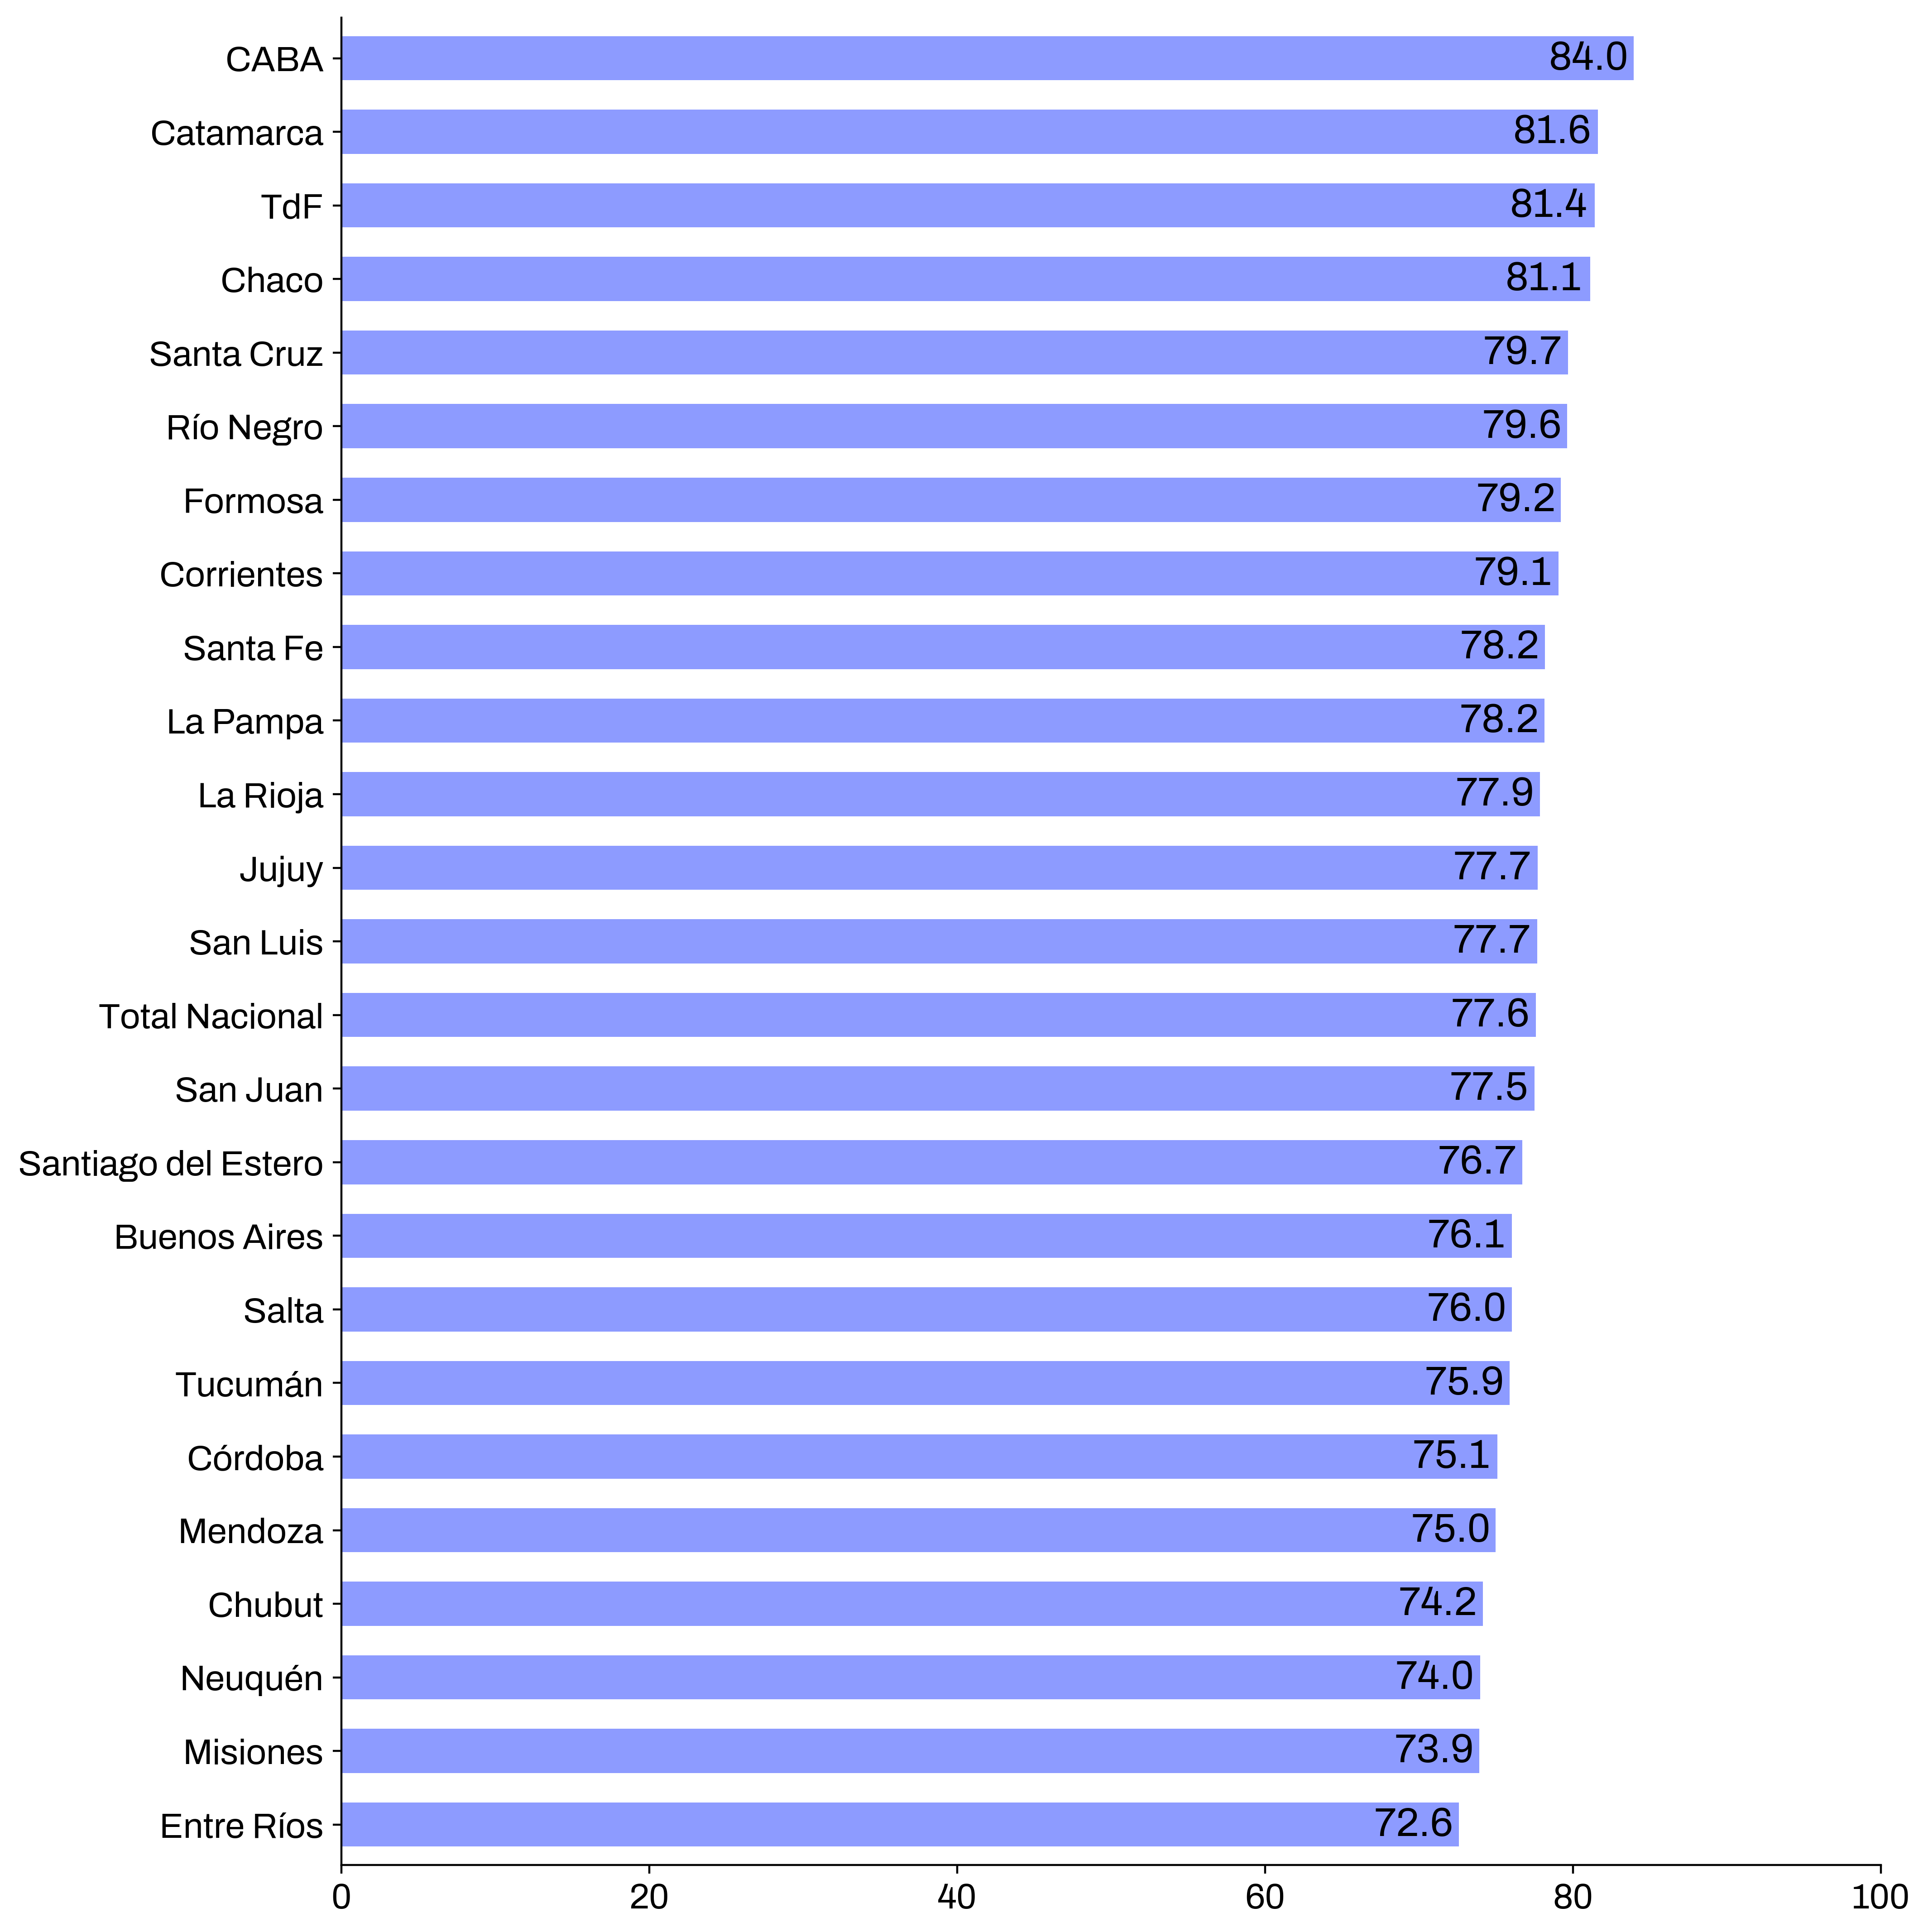 CABA 84.0
Catamarca 81.6
TdF 81.4
Chaco 81.1
Santa Cruz 79.7
Río Negro 79.6
Formosa 79.2
Corrientes 79.1
Santa Fe 78.2
La Pampa 78.2
La Rioja 77.9
Jujuy 77.7
San Luis 77.7
Total Nacional 77.6
San Juan 77.5
Santiago del Estero 76.7
Buenos Aires 76.1
Salta 76.0
Tucumán 75.9
Córdoba 75.1
Mendoza 75.0
Chubut 74.2
Neuquén 74.0
Misiones 73.9
Entre Ríos 72.6
0 20 40 60 80 100